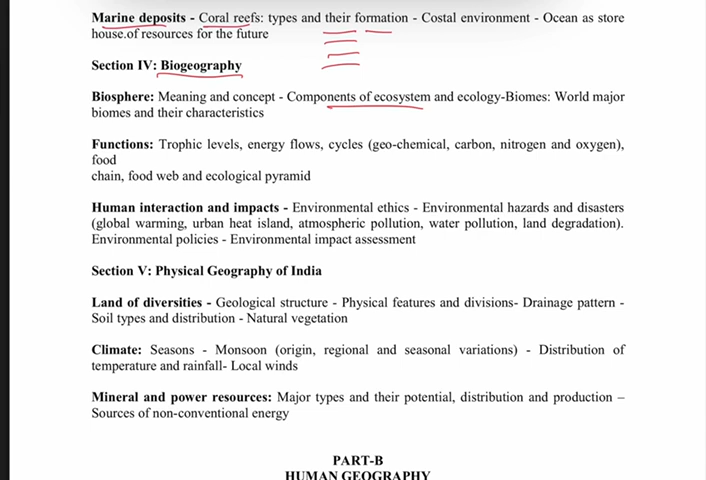 Marine deposits - Coral reefs: types and their formation - Costal environment - Ocean as store
house.of resources for the future
Section IV: Biogeography
Biosphere: Meaning and concept - Components of ecosystem and ecology-Biomes: World major
biomes and their characteristics
Functions: Trophic levels, energy flows, cycles (geo-chemical, carbon, nitrogen and oxygen),
food
chain, food web and ecological pyramid
Human interaction and impacts - Environmental ethics - Environmental hazards and disasters
(global warming, urban heat island, atmospheric pollution, water pollution, land degradation).
Environmental policies - Environmental impact assessment
Section V: Physical Geography of India
Land of diversities - Geological structure - Physical features and divisions- Drainage pattern -
Soil types and distribution - Natural vegetation
Climate: Seasons - Monsoon (origin, regional and seasonal variations) - Distribution of
temperature and rainfall- Local winds
Mineral and power resources: Major types and their potential, distribution and production –
Sources of non-conventional energy
PART-B
HUMAN GEOGRAPHY